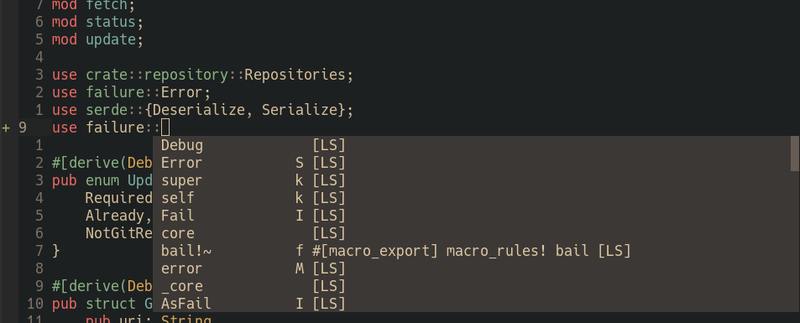 7 mod fetch;
6 mod status;
5 mod update;
4
3 use crate::repository::Repositories;
2 use failure::Error;
1 use serde::{Deserialize, Serialize};
+ 9 use failure::
1 Debug [LS]
2 #[derive(Deb Error S [LS]
3 pub enum Upd super k [LS]
4 Required self k [LS]
5 Already, Fail I [LS]
6 NotGitRe core [LS]
7 } bail!~ f #[macro_export] macro_rules! bail [LS]
8 error M [LS]
9 #[derive(Deb _core [LS]
10 pub struct G AsFail I [LS]
11 pub uri: String